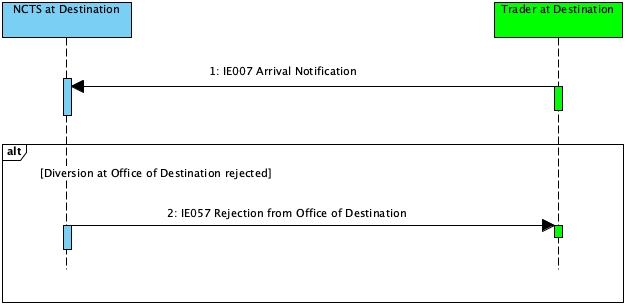 NCTS at Destination
Trader at Destination
1: IE007 Arrival Notification
alt
[Diversion at Office of Destination rejected]
2: IE057 Rejection from Office of Destination